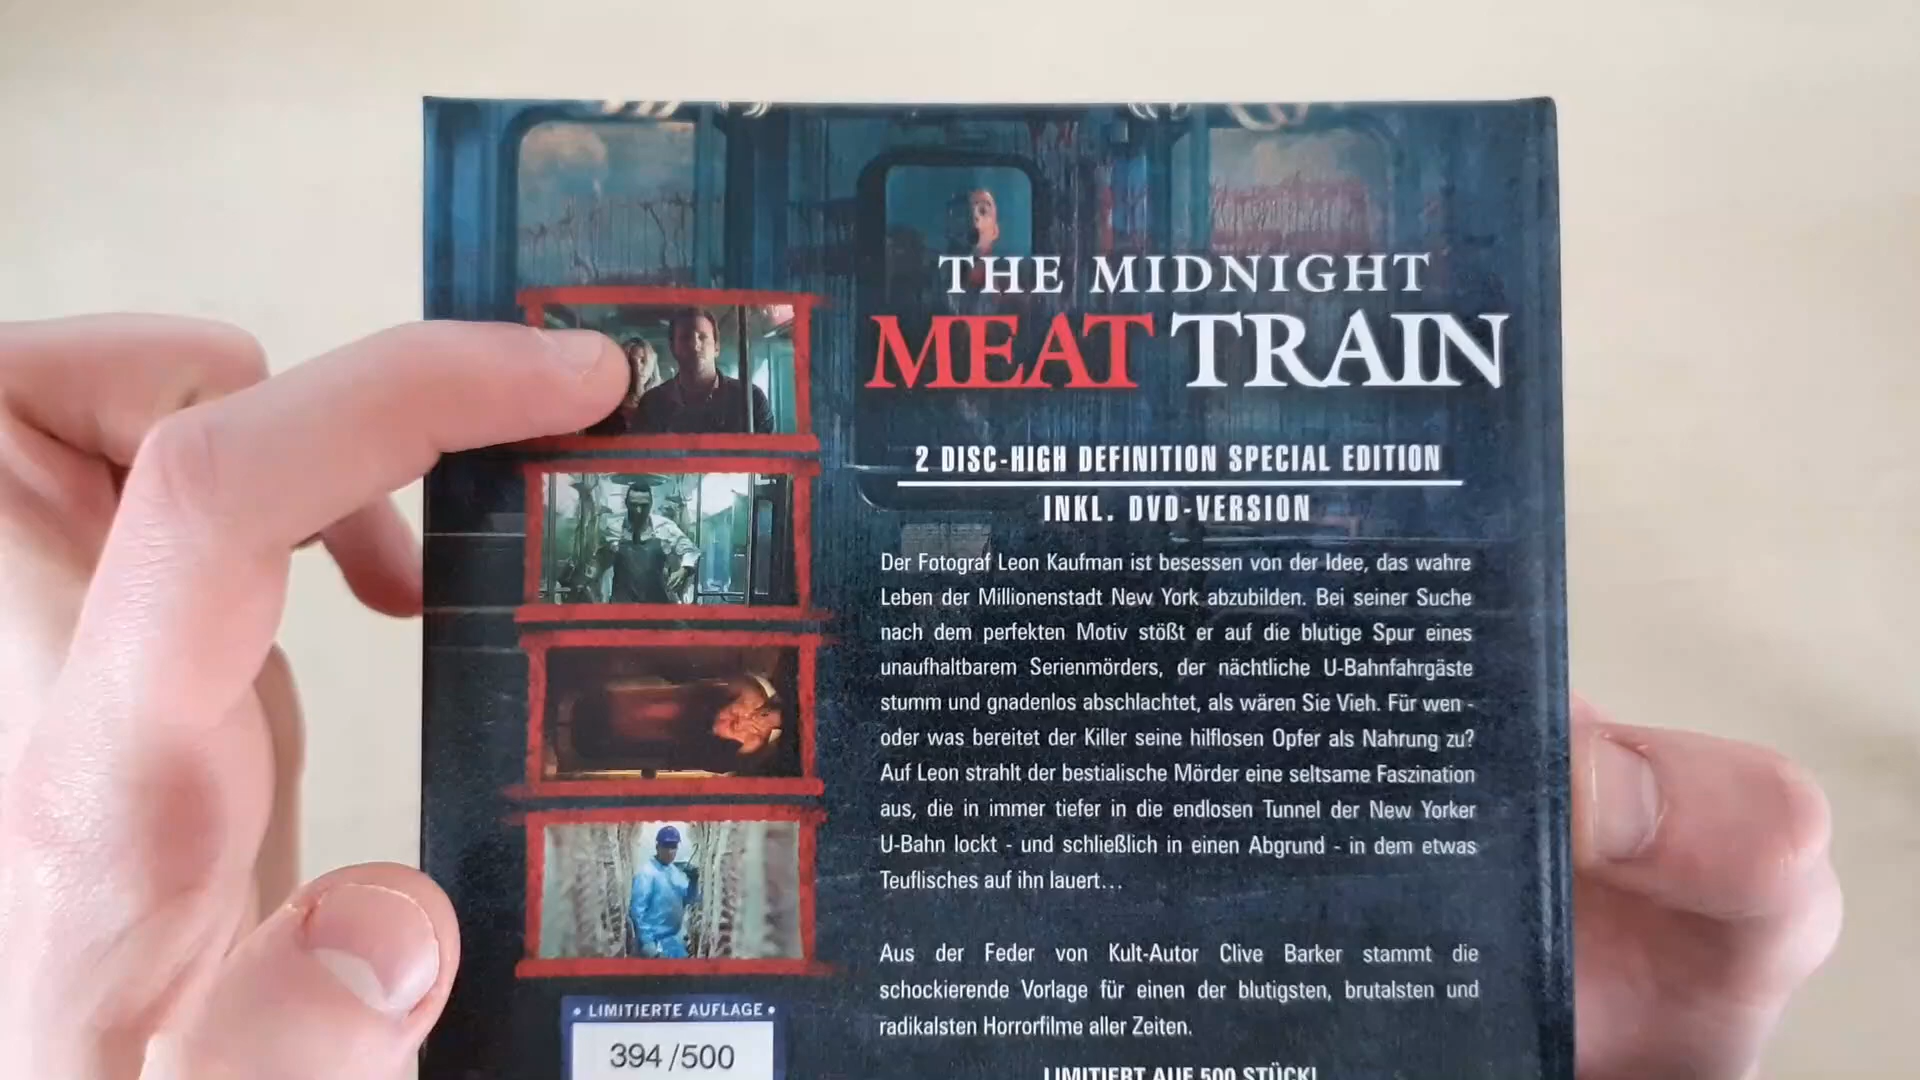 THE MIDNIGHT
MEAT TRAIN
2 DISC-HIGH DEFINITION SPECIAL EDITION
INKL. DVD-VERSION
Der Fotograf Leon Kaufman ist besessen von der Idee, das wahre
Leben der Millionenstadt New York abzubilden. Bei seiner Suche
nach dem perfekten Motiv stößt er auf die blutige Spur eines
unaufhaltbarem Serienmörders, der nächtliche U-Bahnfahrgäste
stumm und gnadenlos abschlachtet, als wären Sie Vieh. Für wen -
oder was bereitet der Killer seine hilflosen Opfer als Nahrung zu?
Auf Leon strahlt der bestialische Mörder eine seltsame Faszination
aus, die in immer tiefer in die endlosen Tunnel der New Yorker
U-Bahn lockt - und schließlich in einen Abgrund - in dem etwas
Teuflisches auf ihn lauert...
Aus der Feder von Kult-Autor Clive Barker stammt die
schockierende Vorlage für einen der blutigsten, brutalsten und
radikalsten Horrorfilme aller Zeiten.
LIMITIERT AUF 500 STÜCK!
• LIMITIERTE AUFLAGE •
394/500